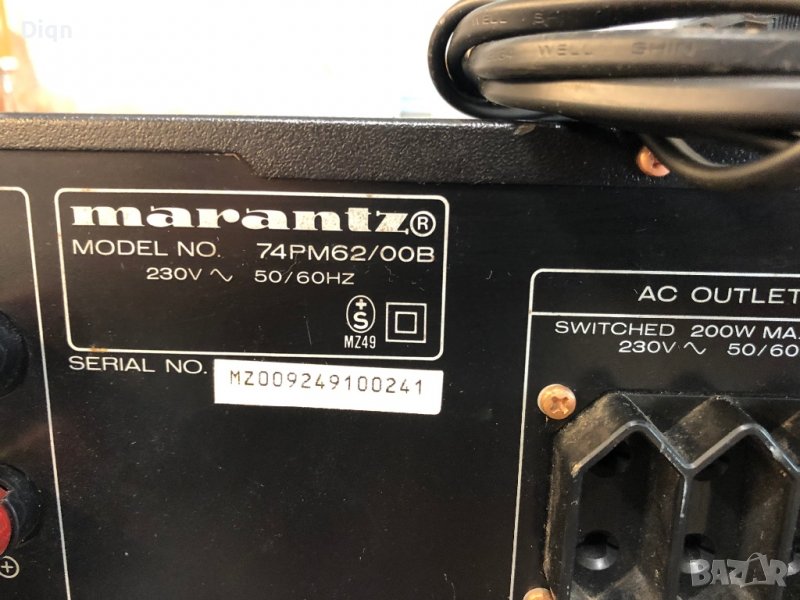 Diqn
WELL S
WELL SHIN
marantz®
MODEL NO. 74PM62/00B
230V ~ 50/60HZ
+
S
MZ49
SERIAL NO. MZ009249100241
AC OUTLET
SWITCHED 200W MA
230V ~ 50/60
+
BAZAR